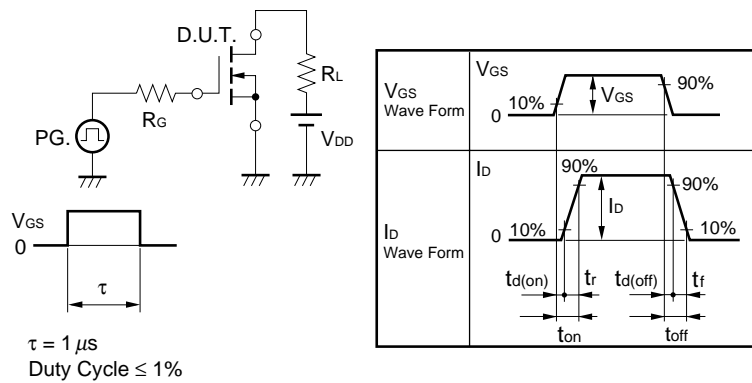 D.U.T.
RL
RG
PG.
VDD
VGS
0
τ
τ = 1 μs
Duty Cycle ≤ 1%
VGS
Wave Form
VGS
10%
0
VGS
90%
ID
Wave Form
ID
90%
90%
ID
10%
0
10%
td(on)
tr
td(off)
tf
ton
toff